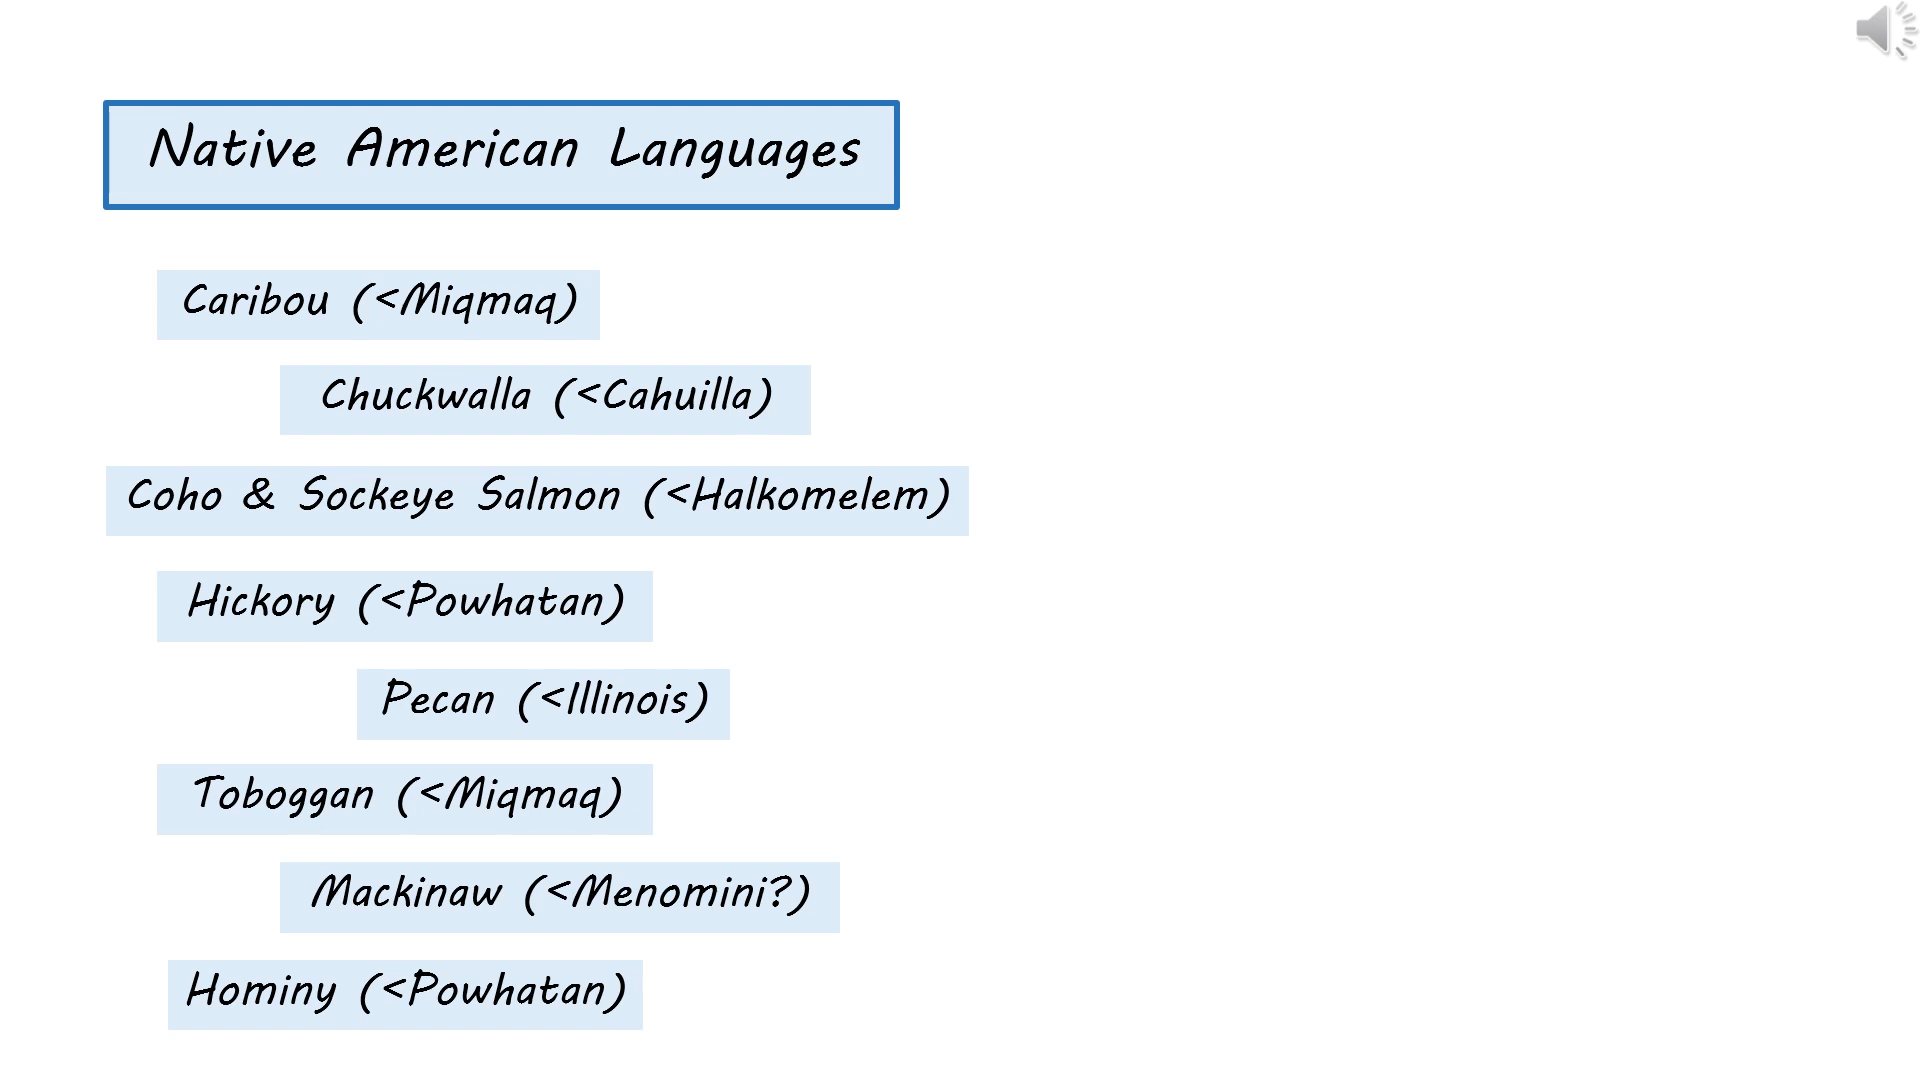 Native American Languages
Caribou (<Miqmaq)
Chuckwalla (<Cahuilla)
Coho & Sockeye Salmon (<Halkomelem)
Hickory (<Powhatan)
Pecan (<Illinois)
Toboggan (<Miqmaq)
Mackinaw (<Menomini?)
Hominy (<Powhatan)